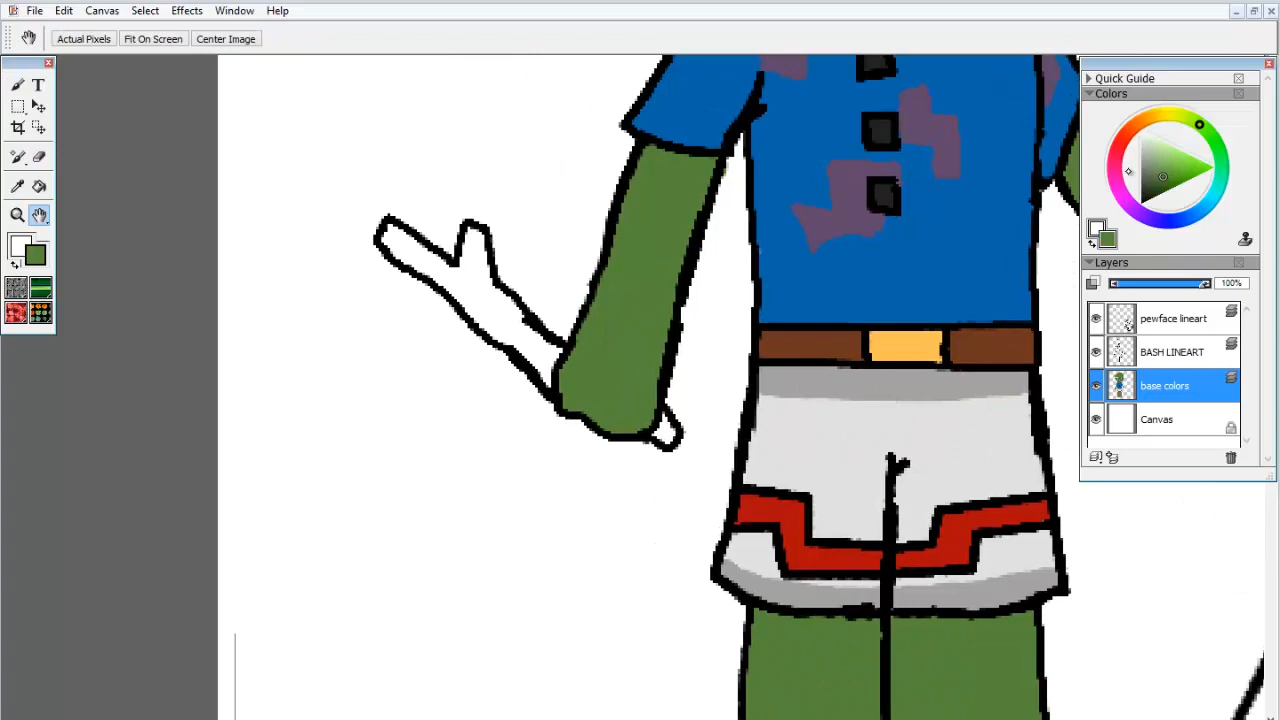 File Edit Canvas Select Effects Window Help
Actual Pixels Fit On Screen Center Image
Quick Guide
Colors
Layers
100%
pewface lineart
BASH LINEART
base colors
Canvas